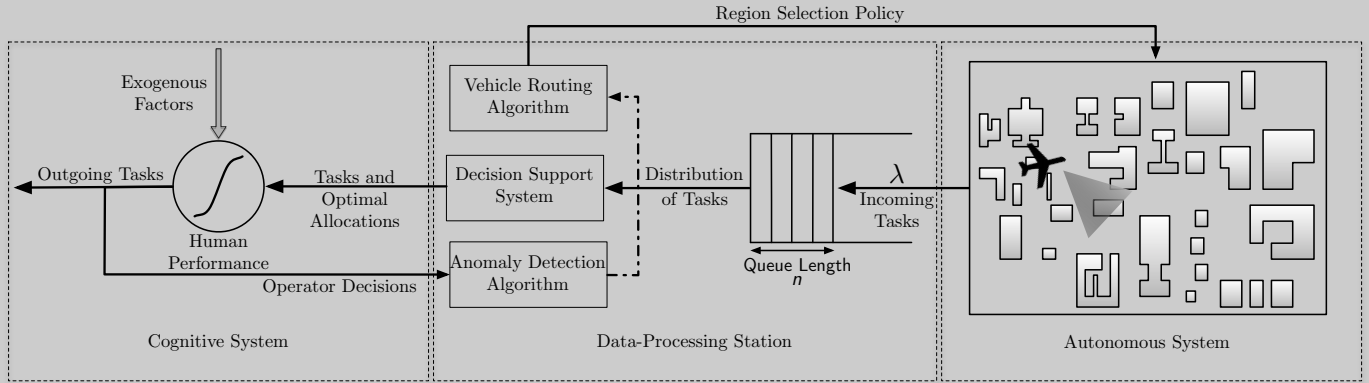 Region Selection Policy
Exogenous
Factors
Outgoing Tasks
Human
Performance
Operator Decisions
Tasks and
Optimal
Allocations
Cognitive System
Vehicle Routing
Algorithm
Decision Support
System
Anomaly Detection
Algorithm
Distribution
of Tasks
Queue Length
n
Data-Processing Station
λ
Incoming
Tasks
Autonomous System